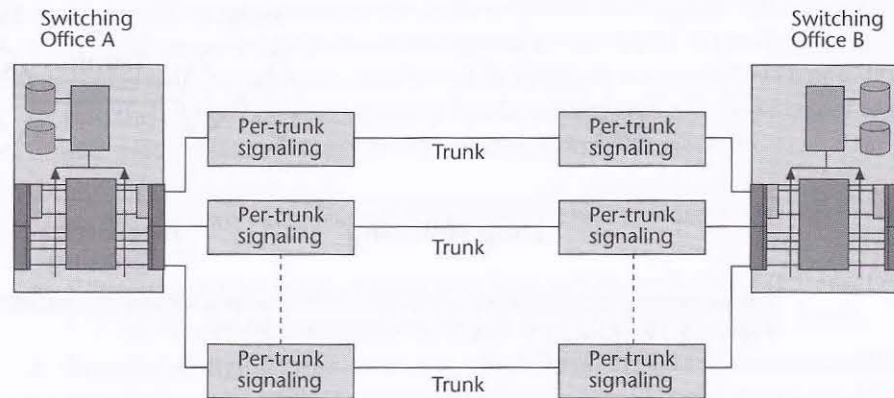 Switching
Office A
Switching
Office B
Per-trunk
signaling
Trunk
Per-trunk
signaling
Per-trunk
signaling
Trunk
Per-trunk
signaling
Per-trunk
signaling
Trunk
Per-trunk
signaling